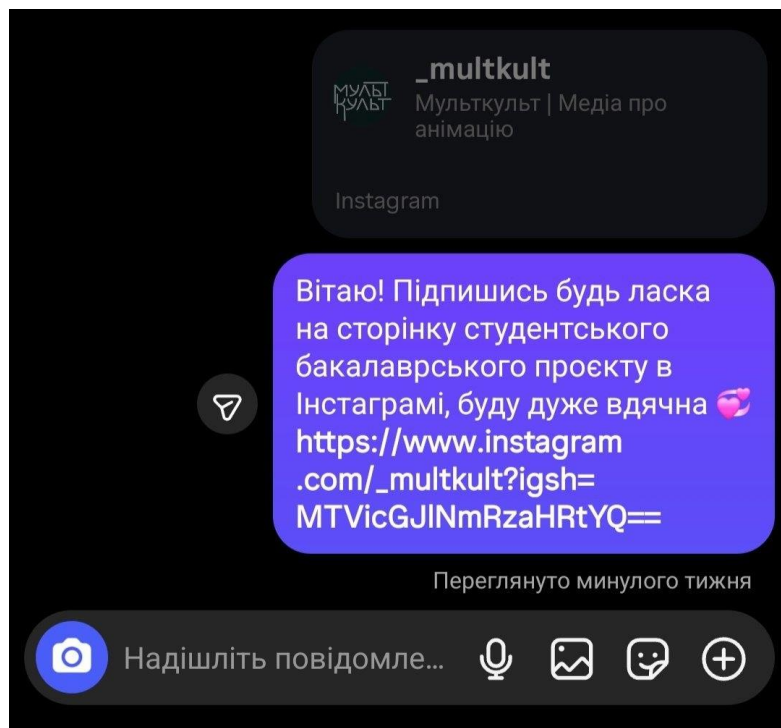 _multkult
МУЛЬТ
КУЛЬТ
Мульткульт | Медіа про
анімацію
Instagram
Вітаю! Підпишись будь ласка
на сторінку студентського
бакалаврського проєкту в
Інстаграмі, буду дуже вдячна 💞
https://www.instagram
.com/_multkult?igsh=
MTVicGJlNmRzaHRtYQ==
Переглянуто минулого тижня
Надішліть повідомле...